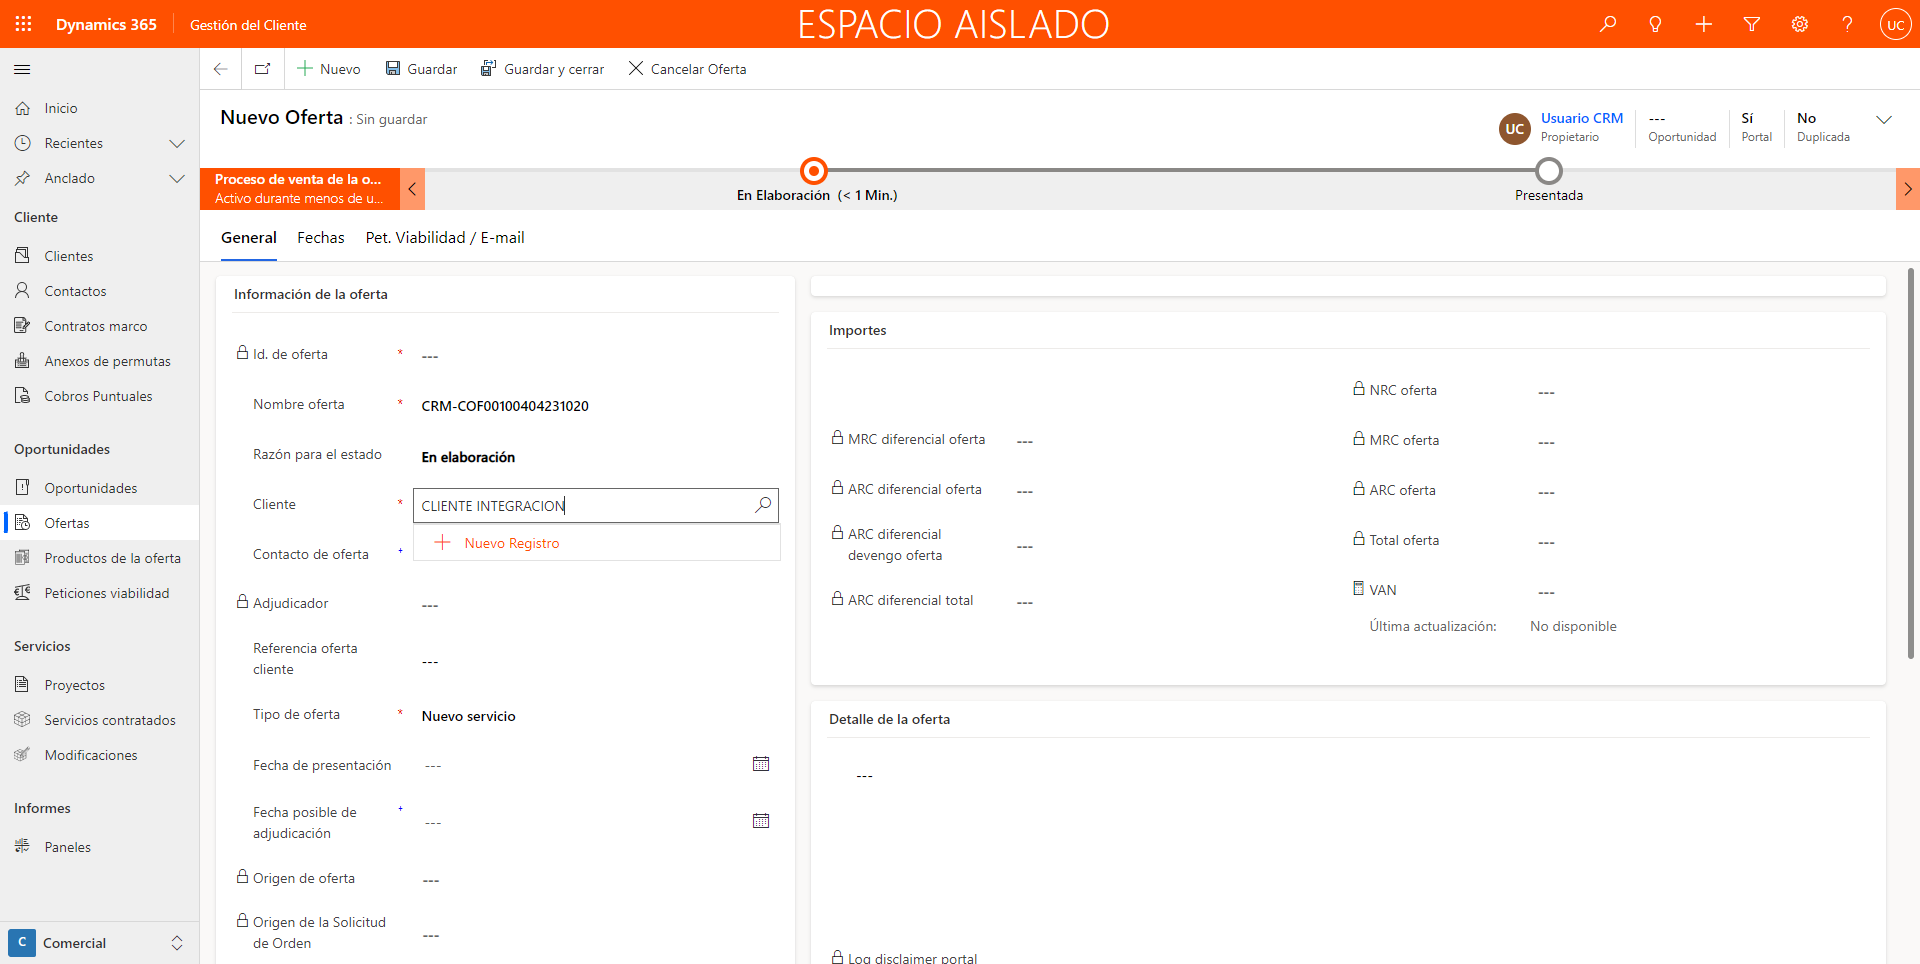 Dynamics 365
Gestión del Cliente
ESPACIO AISLADO
UC
Nuevo
Guardar
Guardar y cerrar
Cancelar Oferta
Inicio
Recientes
Anclado
Cliente
Clientes
Contactos
Contratos marco
Anexos de permutas
Cobros Puntuales
Oportunidades
Oportunidades
Ofertas
Productos de la oferta
Peticiones viabilidad
Servicios
Proyectos
Servicios contratados
Modificaciones
Informes
Paneles
C Comercial
Nuevo Oferta : Sin guardar
UC
Usuario CRM
Propietario
---
Oportunidad
Sí
Portal
No
Duplicada
Proceso de venta de la o...
Activo durante menos de u...
En Elaboración (< 1 Min.)
Presentada
General
Fechas
Pet. Viabilidad / E-mail
Información de la oferta
Id. de oferta * ---
Nombre oferta * CRM-COF00100404231020
Razón para el estado En elaboración
Cliente * CLIENTE INTEGRACION
Nuevo Registro
Contacto de oferta +
Adjudicador ---
Referencia oferta
cliente
---
Tipo de oferta * Nuevo servicio
Fecha de presentación ---
Fecha posible de
adjudicación
+
---
Origen de oferta ---
Origen de la Solicitud
de Orden
---
Importes
MRC diferencial oferta ---
ARC diferencial oferta ---
ARC diferencial
devengo oferta
---
ARC diferencial total ---
NRC oferta ---
MRC oferta ---
ARC oferta ---
Total oferta ---
VAN ---
Última actualización: No disponible
Detalle de la oferta
---
Log disclaimer portal